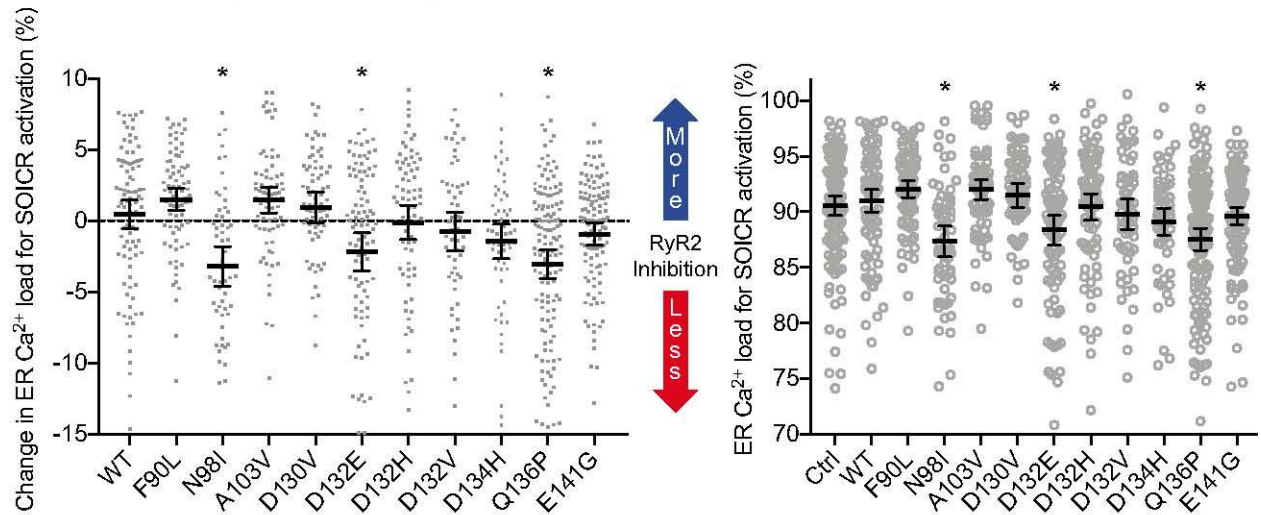 Change in ER Ca²⁺ load for SOICR activation (%)
10
5
0
-5
-10
-15
*
*
*
WT
F90L
N98I
A103V
D130V
D132E
D132H
D132V
D134H
Q136P
E141G
More
RyR2
Inhibition
Less
ER Ca²⁺ load for SOICR activation (%)
100
95
90
85
80
75
70
*
*
*
Ctrl
WT
F90L
N98I
A103V
D130V
D132E
D132H
D132V
D134H
Q136P
E141G